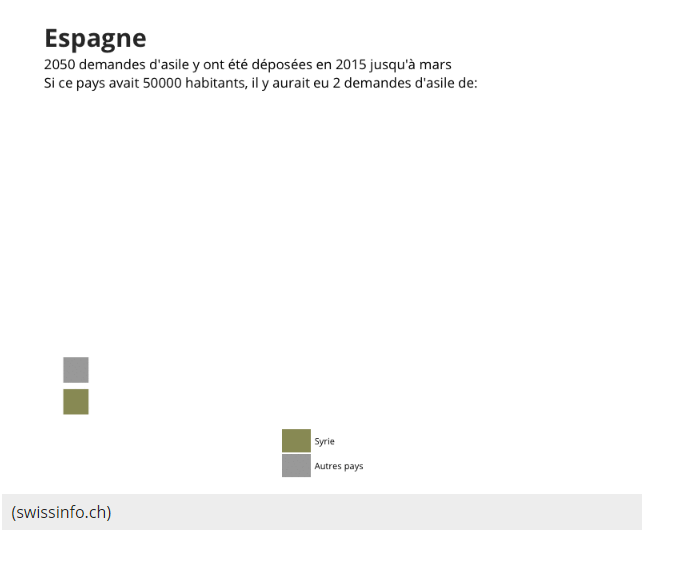 Espagne
2050 demandes d'asile y ont été déposées en 2015 jusqu'à mars
Si ce pays avait 50000 habitants, il y aurait eu 2 demandes d'asile de:
Syrie
Autres pays
(swissinfo.ch)